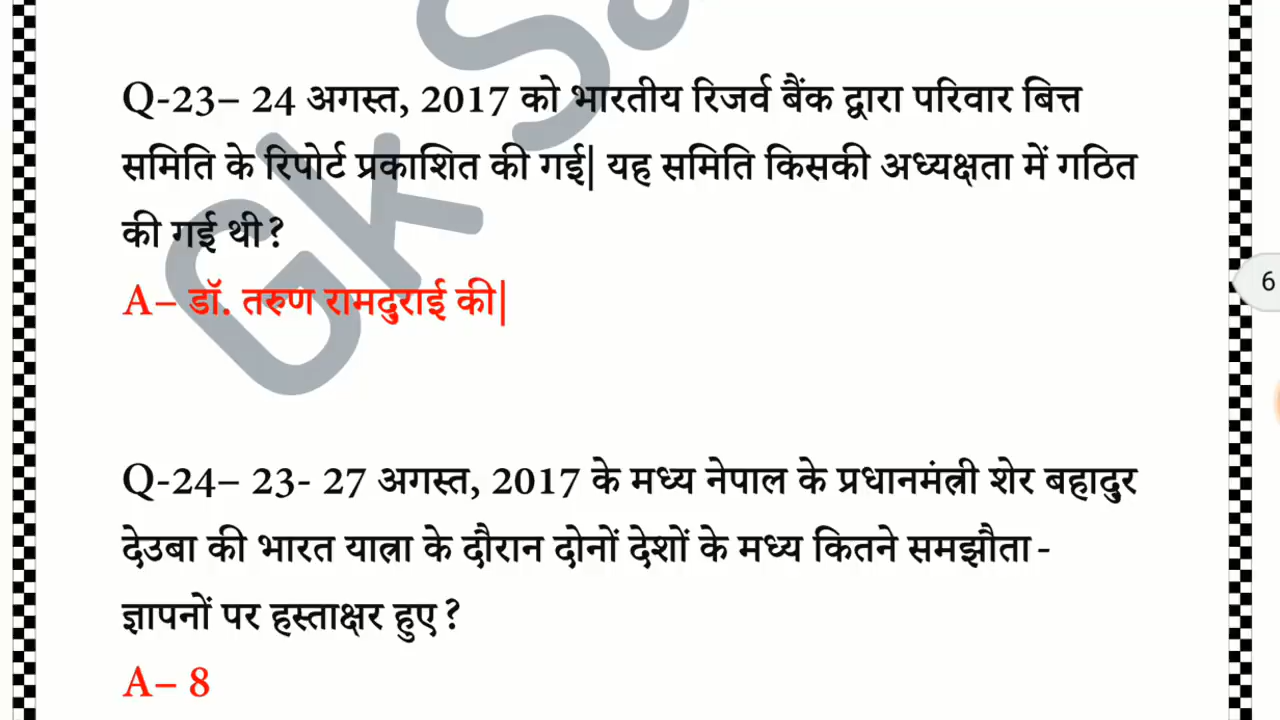 Q-23– 24 अगस्त, 2017 को भारतीय रिजर्व बैंक द्वारा परिवार बित्त
समिति के रिपोर्ट प्रकाशित की गई| यह समिति किसकी अध्यक्षता में गठित
की गई थी?
A– डॉ. तरुण रामदुराई की|
6
Q-24– 23- 27 अगस्त, 2017 के मध्य नेपाल के प्रधानमंत्री शेर बहादुर
देउबा की भारत यात्रा के दौरान दोनों देशों के मध्य कितने समझौता -
ज्ञापनों पर हस्ताक्षर हुए?
A– 8
Gk S